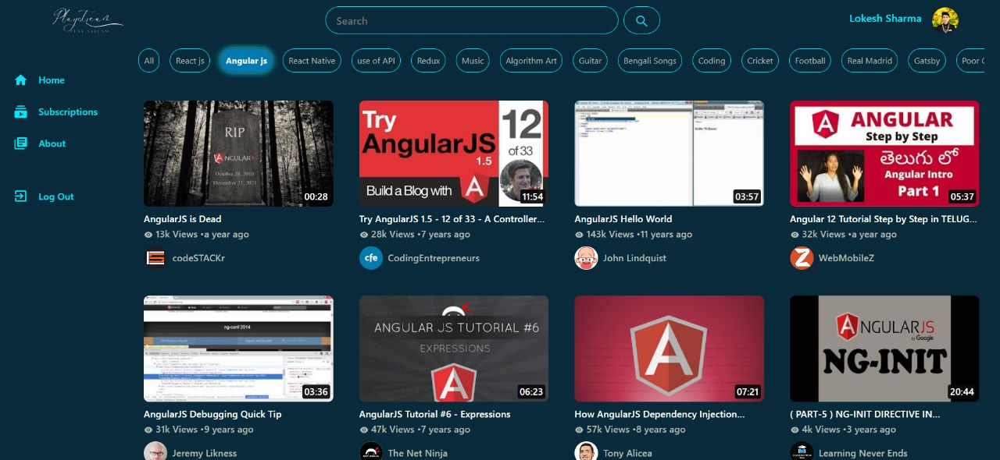 Playstream
PLAY STREAM
Search
Lokesh Sharma
All
React js
Angular js
React Native
use of API
Redux
Music
Algorithm Art
Guitar
Bengali Songs
Coding
Cricket
Football
Real Madrid
Gatsby
Poor
Home
Subscriptions
About
Log Out
RIP
ANGULAR
October 20, 2010
December 31, 2021
00:28
AngularJS is Dead
13k Views •a year ago
codeSTACKr
Try
AngularJS
1.5
12
of 33
Build a Blog with
11:54
Try AngularJS 1.5 - 12 of 33 - A Controller...
28k Views •7 years ago
cfe
CodingEntrepreneurs
03:57
AngularJS Hello World
143k Views •11 years ago
John Lindquist
ANGULAR
Step by Step
తెలుగు లో
Angular Intro
Part 1
05:37
Angular 12 Tutorial Step by Step in TELUG...
32k Views •a year ago
WebMobileZ
ng-conf 2014
03:36
AngularJS Debugging Quick Tip
31k Views •9 years ago
Jeremy Likness
ANGULAR JS TUTORIAL #6
EXPRESSIONS
06:23
AngularJS Tutorial #6 - Expressions
47k Views •7 years ago
NET NINJA
The Net Ninja
07:21
How AngularJS Dependency Injection...
57k Views •8 years ago
Tony Alicea
ANGULARJS
by Google
NG-INIT
20:44
( PART-5 ) NG-INIT DIRECTIVE IN...
4k Views •3 years ago
Learning Never Ends